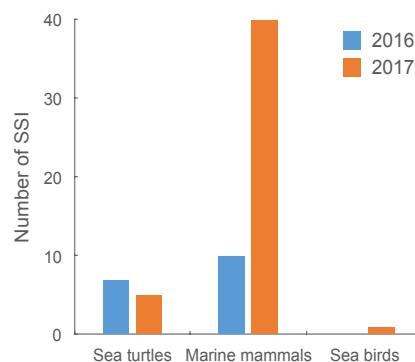 40
30
20
10
0
Number of SSI
2016
2017
Sea turtles
Marine mammals
Sea birds